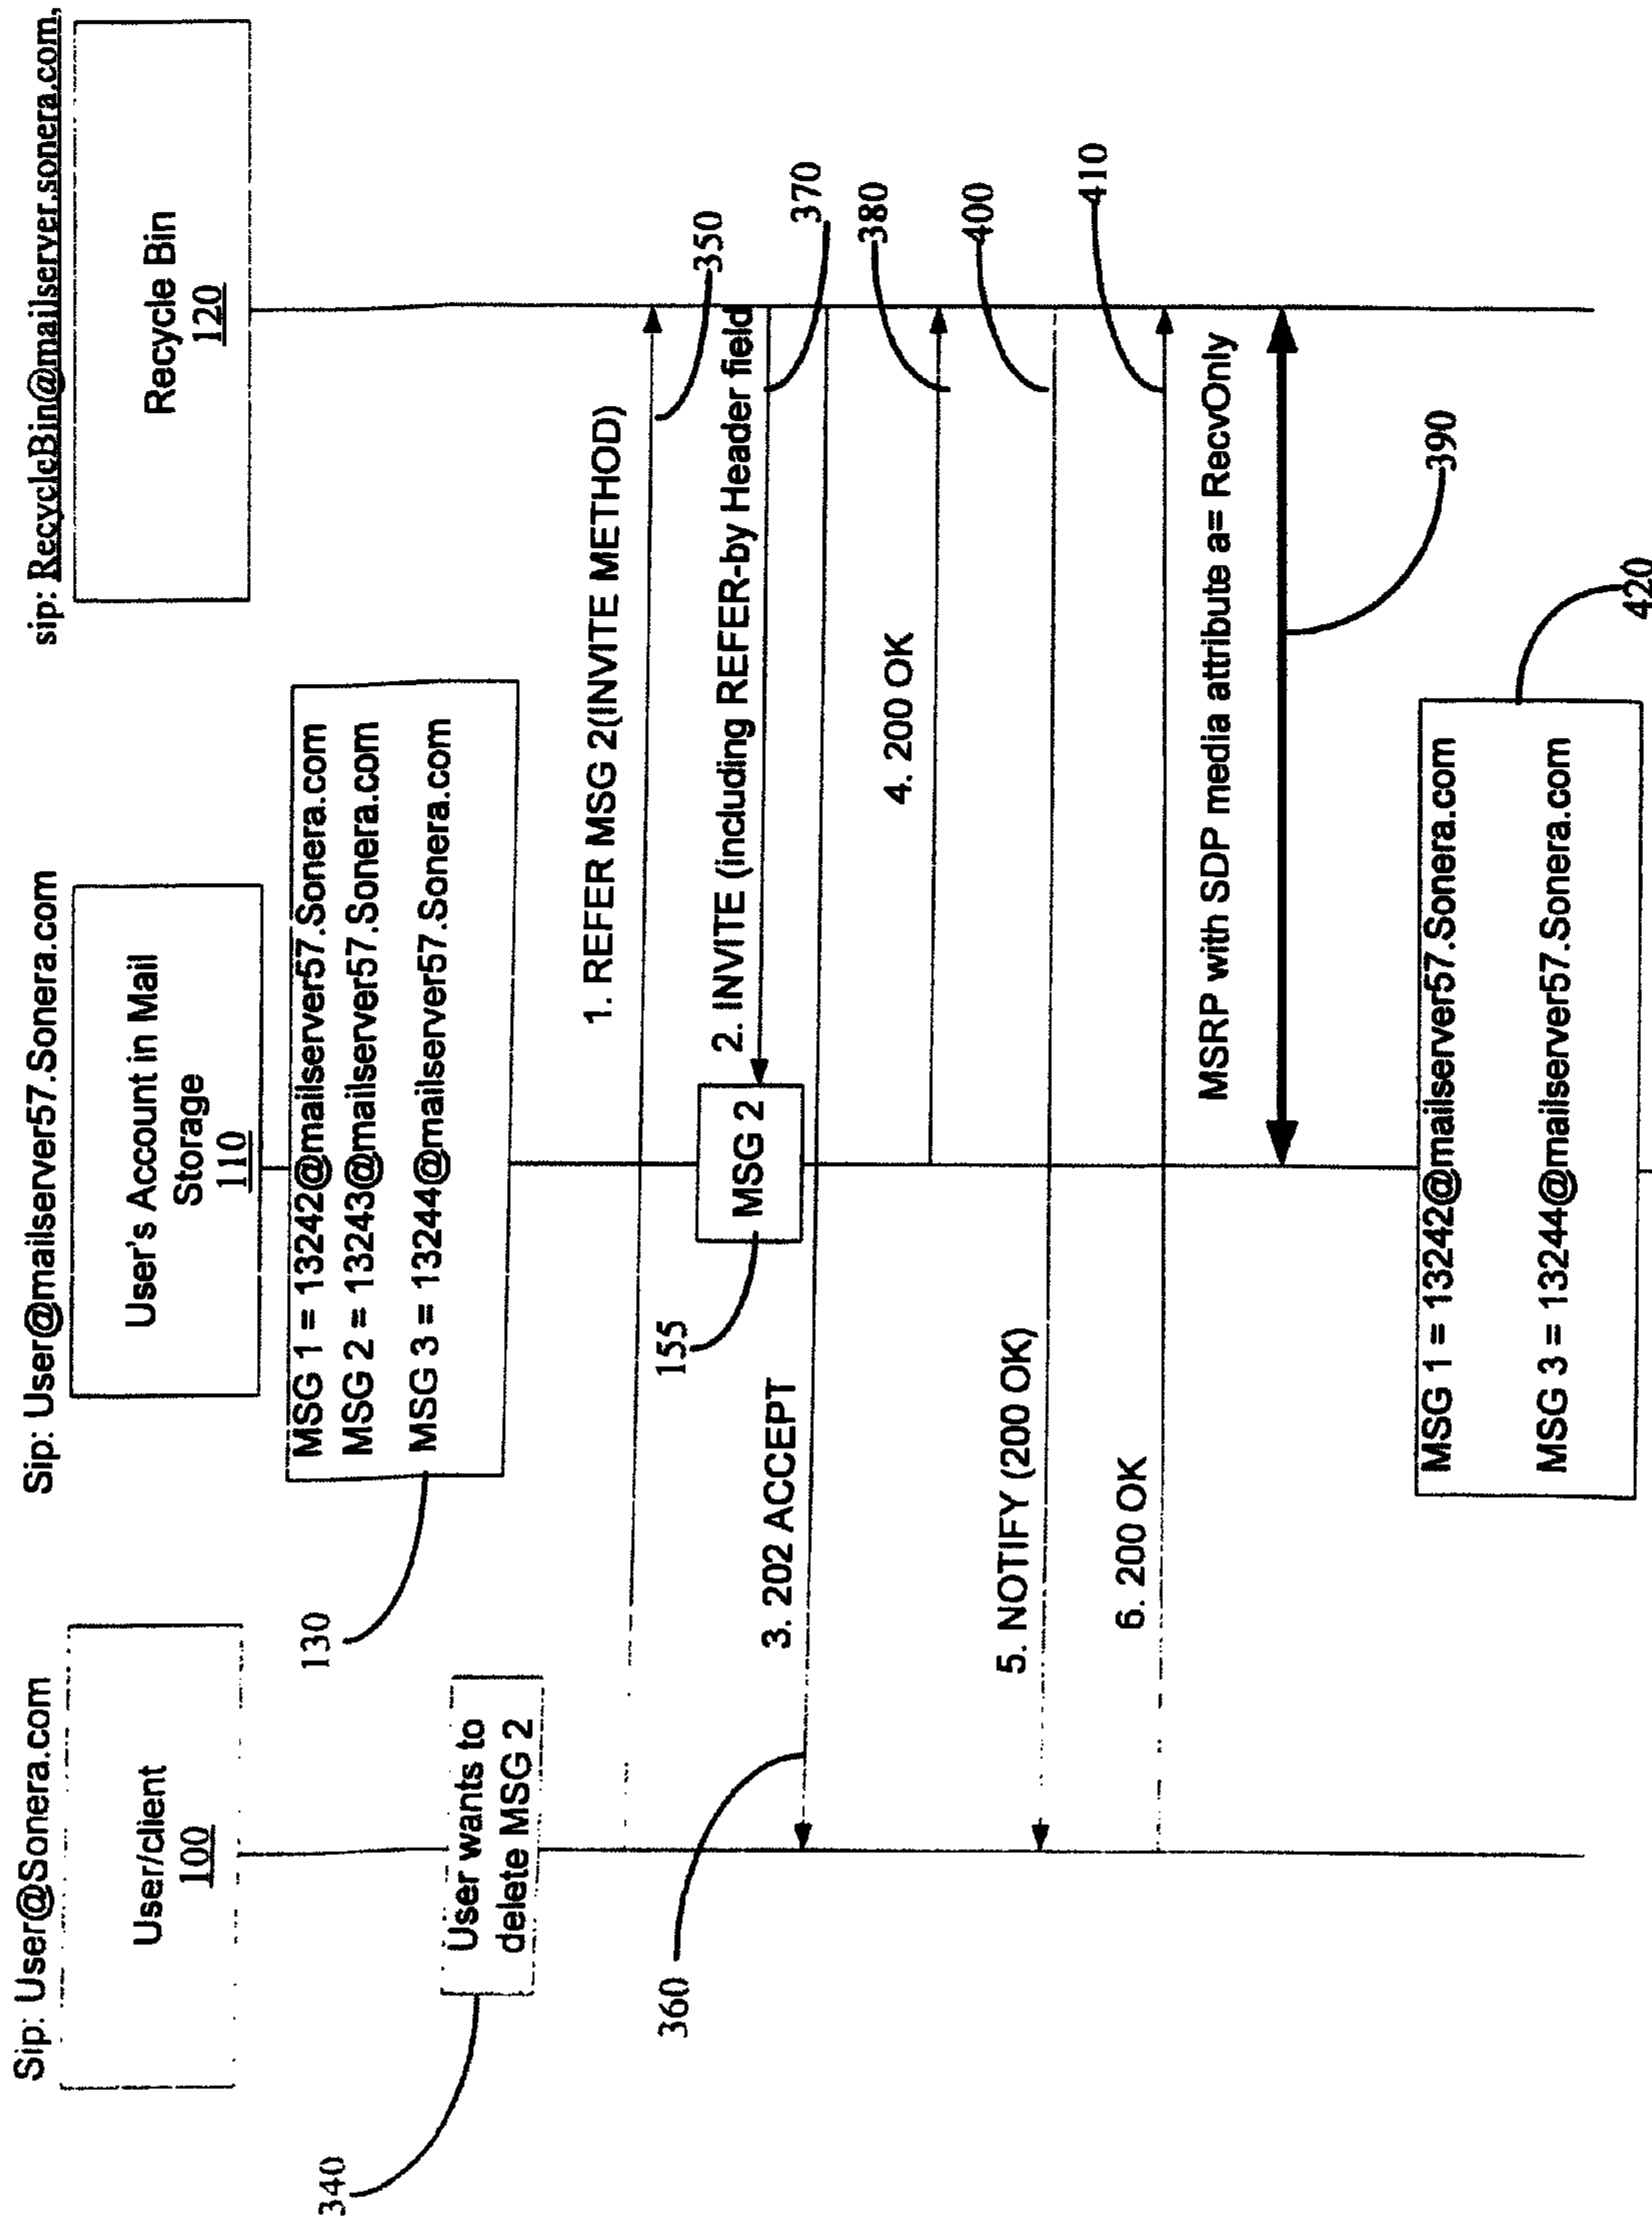 Sip: User@Sonera.com
User/client
100
Sip: User@mailserver57.Sonera.com
User's Account in Mail
Storage
110
sip: RecycleBin@mailserver.sonera.com,
Recycle Bin
120
MSG 1 = 13242@mailserver57.Sonera.com
MSG 2 = 13243@mailserver57.Sonera.com
MSG 3 = 13244@mailserver57.Sonera.com
130
340
User wants to
delete MSG 2
1. REFER MSG 2(INVITE METHOD)
350
155
MSG 2
2. INVITE (including REFER-by Header field
370
360
3. 202 ACCEPT
4. 200 OK
380
5. NOTIFY (200 OK)
400
6. 200 OK
410
MSRP with SDP media attribute a= RecvOnly
390
MSG 1 = 13242@mailserver57.Sonera.com
MSG 3 = 13244@mailserver57.Sonera.com
420